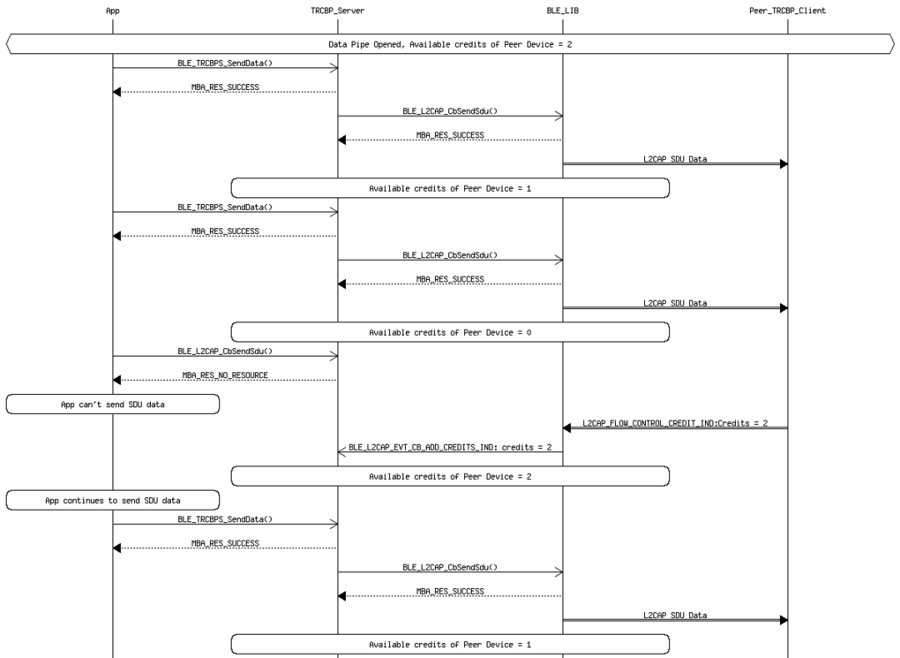 App TRCBP_Server BLE_LIB Peer_TRCBP_Client
Data Pipe Opened, Available credits of Peer Device = 2
BLE_TRCBPS_SendData()
MBA_RES_SUCCESS
BLE_L2CAP_CbSendSdu()
MBA_RES_SUCCESS
L2CAP SDU Data
Available credits of Peer Device = 1
BLE_TRCBPS_SendData()
MBA_RES_SUCCESS
BLE_L2CAP_CbSendSdu()
MBA_RES_SUCCESS
L2CAP SDU Data
Available credits of Peer Device = 0
BLE_L2CAP_CbSendSdu()
MBA_RES_NO_RESOURCE
App can't send SDU data
L2CAP_FLOW_CONTROL_CREDIT_IND:Credits = 2
BLE_L2CAP_EVT_CB_ADD_CREDITS_IND: credits = 2
Available credits of Peer Device = 2
App continues to send SDU data
BLE_TRCBPS_SendData()
MBA_RES_SUCCESS
BLE_L2CAP_CbSendSdu()
MBA_RES_SUCCESS
L2CAP SDU Data
Available credits of Peer Device = 1